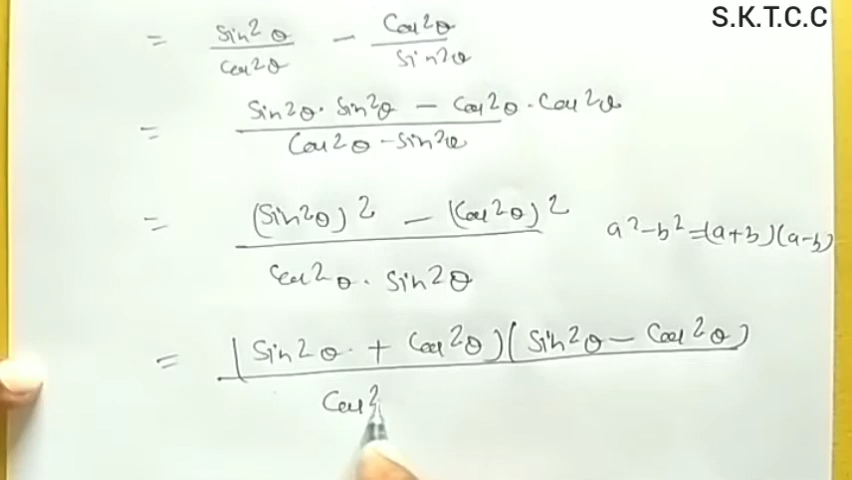 S.K.T.C.C
= Sin²θ / Cos²θ - Cos²θ / Sin²θ
= Sin²θ · Sin²θ - Cos²θ · Cos²θ / Cos²θ - Sin²θ
= (Sin²θ)² - (Cos²θ)² / Cos²θ · Sin²θ a²-b²=(a+b)(a-b)
= (Sin²θ + Cos²θ)(Sin²θ - Cos²θ) / Cos²